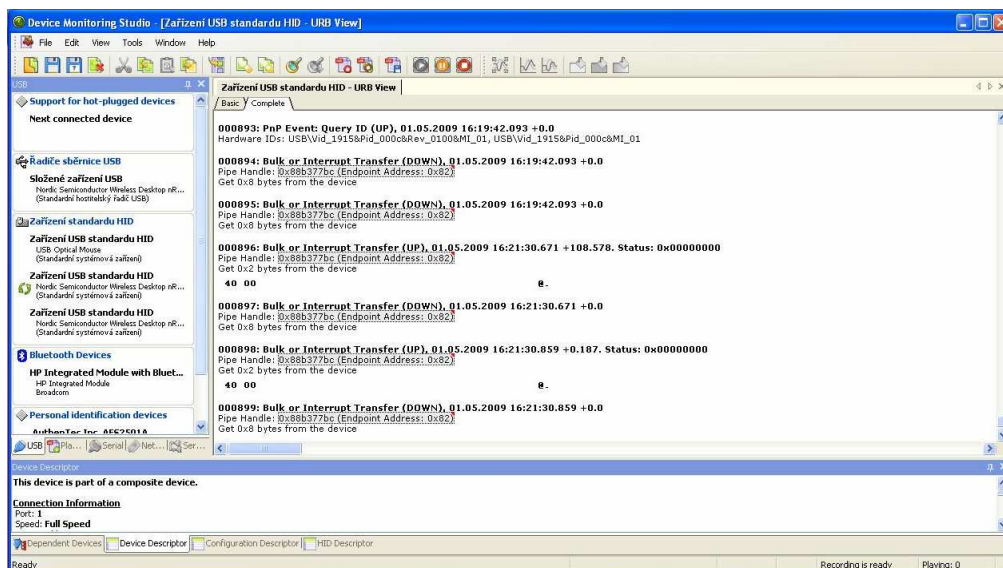 Device Monitoring Studio - [Zařízení USB standardu HID - URB View]
File Edit View Tools Window Help
USB
Zařízení USB standardu HID - URB View
Basic Complete
Support for hot-plugged devices
Next connected device
Řadiče sběrnice USB
Složené zařízení USB
Nordic Semiconductor Wireless Desktop nR...
(Standardní hostitelský řadič USB)
Zařízení standardu HID
Zařízení USB standardu HID
USB Optical Mouse
(Standardní systémová zařízení)
Zařízení USB standardu HID
Nordic Semiconductor Wireless Desktop nR...
(Standardní systémová zařízení)
Zařízení USB standardu HID
Nordic Semiconductor Wireless Desktop nR...
(Standardní systémová zařízení)
Bluetooth Devices
HP Integrated Module with Bluet...
HP Integrated Module
Broadcom
Personal identification devices
AuthenTec Inc. AES2501A
USB Pla... Serial Net... Ser...
000893: PnP Event: Query ID (UP), 01.05.2009 16:19:42.093 +0.0
Hardware IDs: USB\Vid_1915&Pid_000c&Rev_0100&MI_01, USB\Vid_1915&Pid_000c&MI_01
000894: Bulk or Interrupt Transfer (DOWN), 01.05.2009 16:19:42.093 +0.0
Pipe Handle: 0x88b377bc (Endpoint Address: 0x82)
Get 0x8 bytes from the device
000895: Bulk or Interrupt Transfer (DOWN), 01.05.2009 16:19:42.093 +0.0
Pipe Handle: 0x88b377bc (Endpoint Address: 0x82)
Get 0x8 bytes from the device
000896: Bulk or Interrupt Transfer (UP), 01.05.2009 16:21:30.671 +108.578. Status: 0x00000000
Pipe Handle: 0x88b377bc (Endpoint Address: 0x82)
Get 0x2 bytes from the device
40 00 @.
000897: Bulk or Interrupt Transfer (DOWN), 01.05.2009 16:21:30.671 +0.0
Pipe Handle: 0x88b377bc (Endpoint Address: 0x82)
Get 0x8 bytes from the device
000898: Bulk or Interrupt Transfer (UP), 01.05.2009 16:21:30.859 +0.187. Status: 0x00000000
Pipe Handle: 0x88b377bc (Endpoint Address: 0x82)
Get 0x2 bytes from the device
40 00 @.
000899: Bulk or Interrupt Transfer (DOWN), 01.05.2009 16:21:30.859 +0.0
Pipe Handle: 0x88b377bc (Endpoint Address: 0x82)
Get 0x8 bytes from the device
Device Descriptor
This device is part of a composite device.
Connection Information
Port: 1
Speed: Full Speed
Dependent Devices Device Descriptor Configuration Descriptor HID Descriptor
Ready Recording is ready Playing: 0